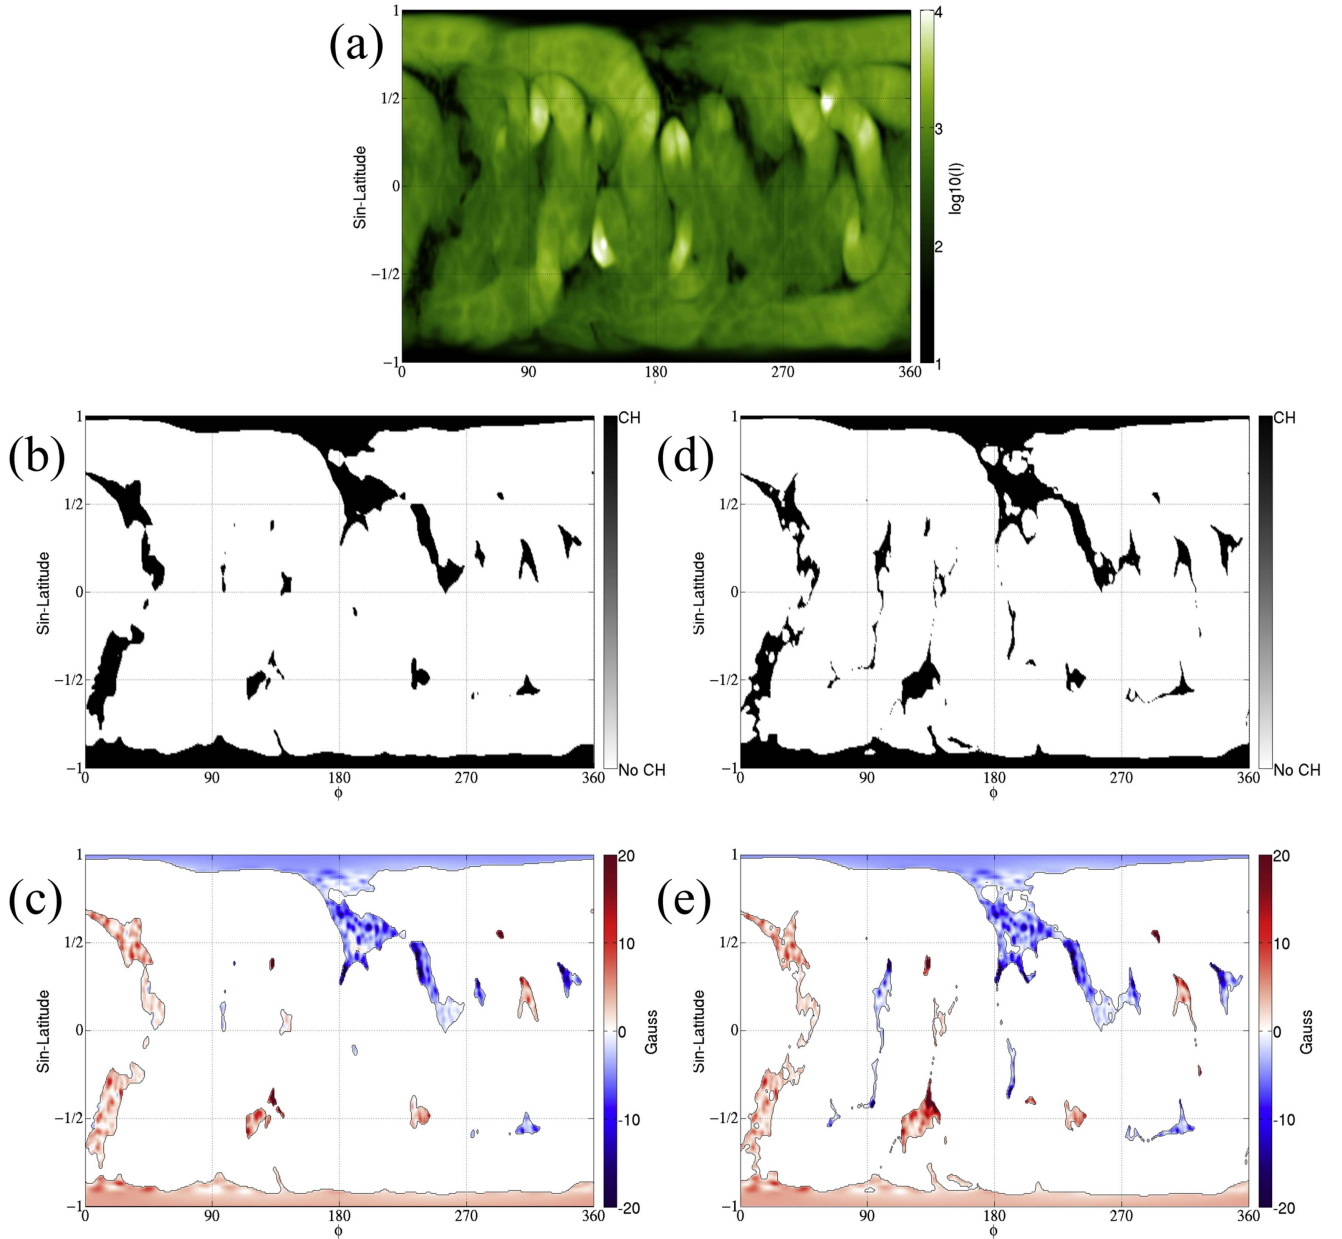 (a)
1
1/2
0
−1/2
−1
Sin-Latitude
0 90 180 270 360
4
3
2
1
log10(I)
(b)
1
1/2
0
−1/2
−1
Sin-Latitude
0 90 180 270 360
ϕ
CH
No CH
(d)
1
1/2
0
−1/2
−1
Sin-Latitude
0 90 180 270 360
ϕ
CH
No CH
(c)
1
1/2
0
−1/2
−1
Sin-Latitude
0 90 180 270 360
ϕ
20
10
0
-10
-20
Gauss
(e)
1
1/2
0
−1/2
−1
Sin-Latitude
0 90 180 270 360
ϕ
20
10
0
-10
-20
Gauss